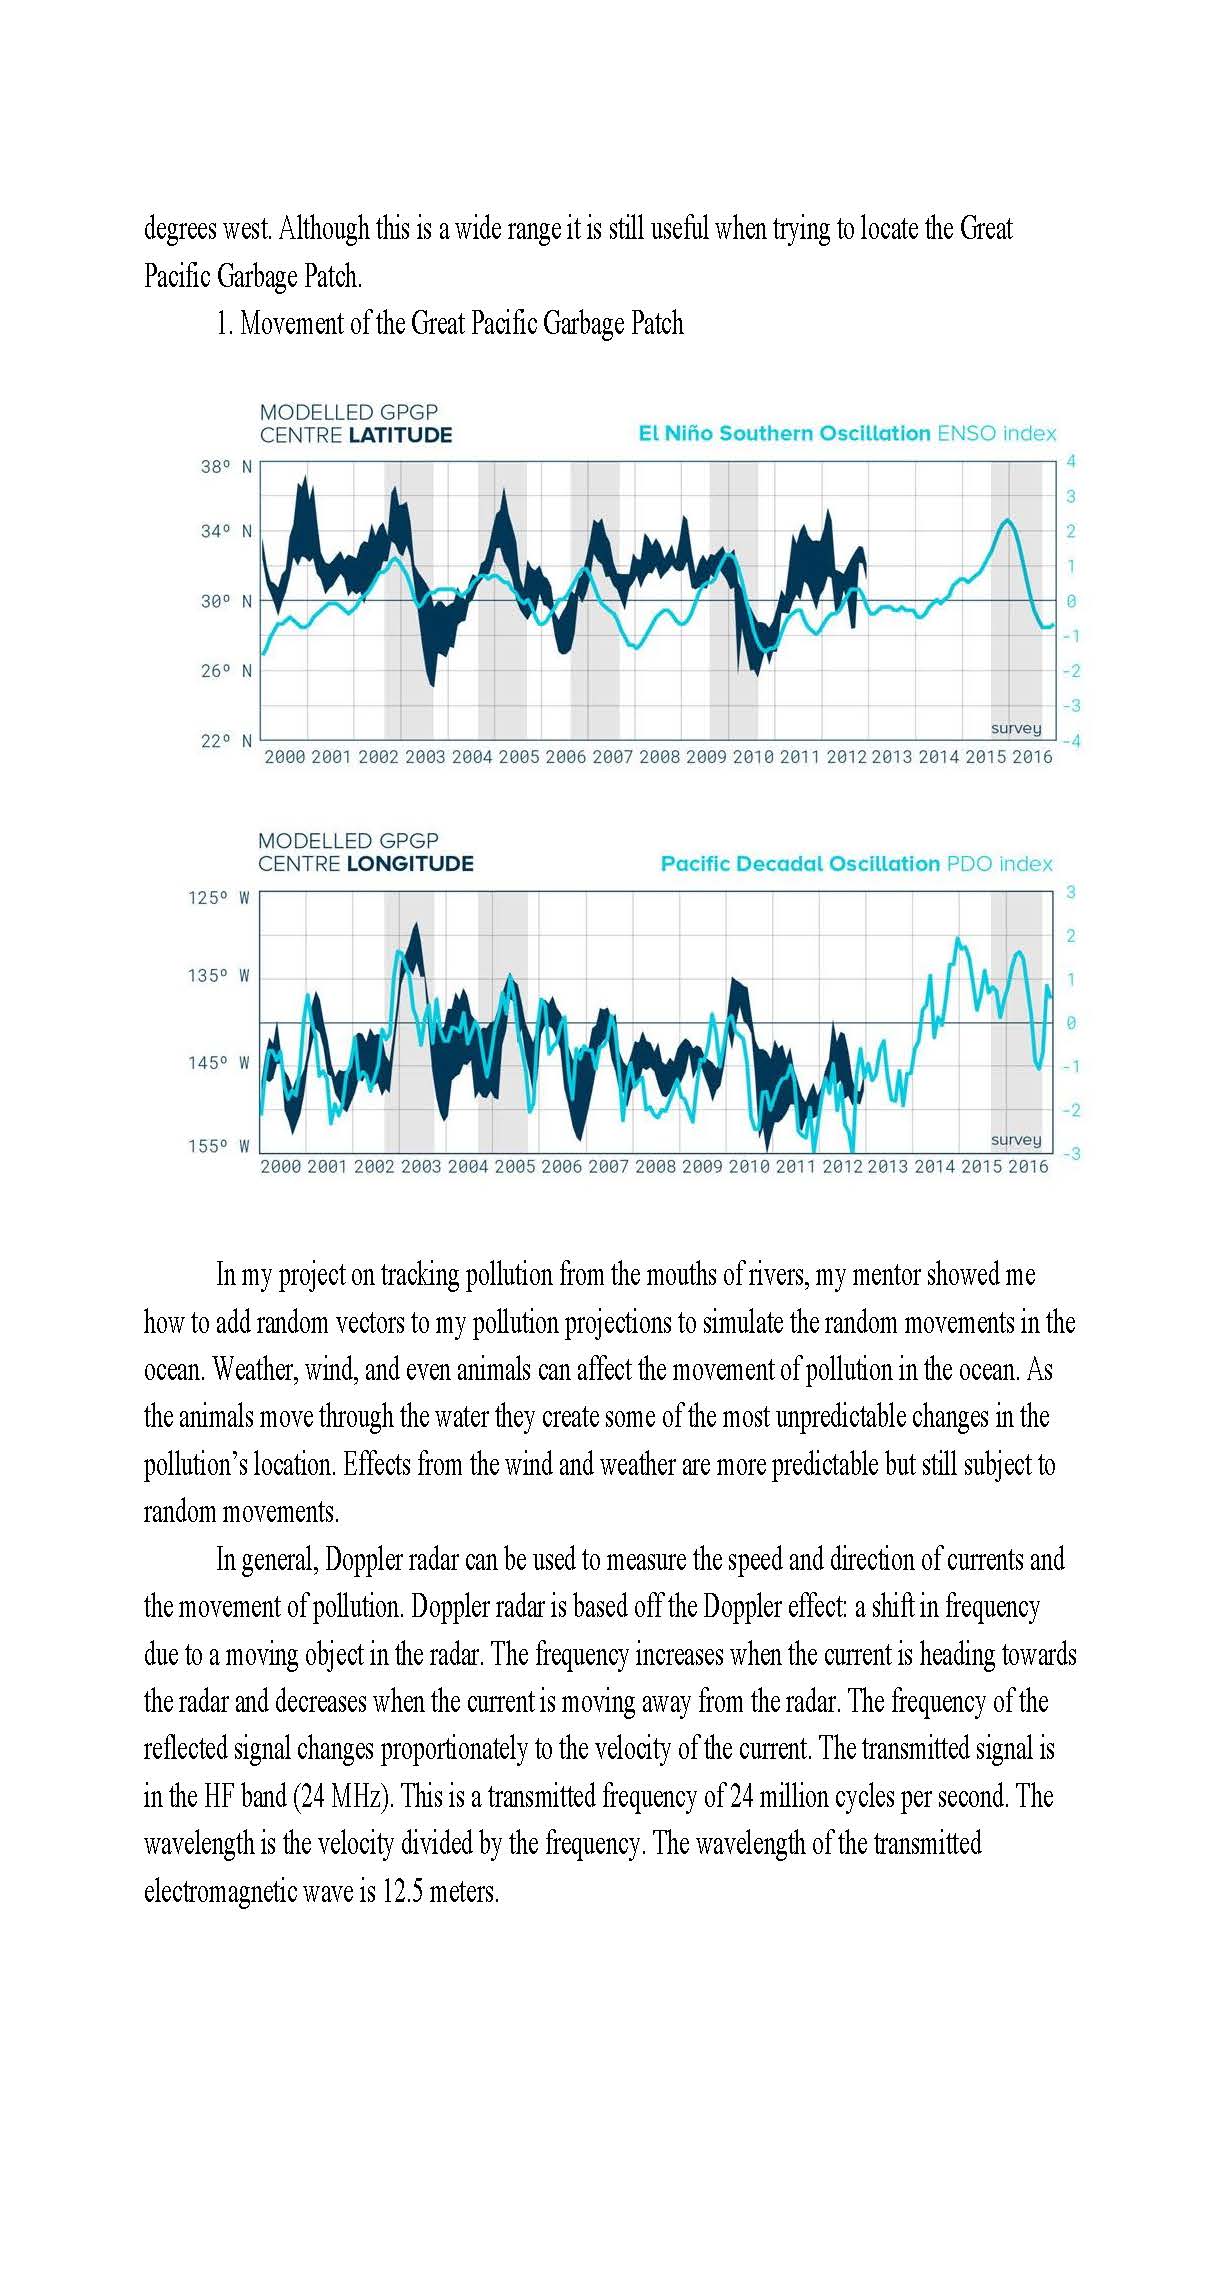 degrees west. Although this is a wide range it is still useful when trying to locate the Great
Pacific Garbage Patch.
1. Movement of the Great Pacific Garbage Patch
MODELLED GPGP
CENTRE LATITUDE
El Niño Southern Oscillation ENSO index
38º N
34º N
30º N
26º N
22º N
4
3
2
1
0
-1
-2
-3
-4
survey
2000 2001 2002 2003 2004 2005 2006 2007 2008 2009 2010 2011 2012 2013 2014 2015 2016
MODELLED GPGP
CENTRE LONGITUDE
Pacific Decadal Oscillation PDO index
125º W
135º W
145º W
155º W
3
2
1
0
-1
-2
-3
survey
2000 2001 2002 2003 2004 2005 2006 2007 2008 2009 2010 2011 2012 2013 2014 2015 2016
In my project on tracking pollution from the mouths of rivers, my mentor showed me
how to add random vectors to my pollution projections to simulate the random movements in the
ocean. Weather, wind, and even animals can affect the movement of pollution in the ocean. As
the animals move through the water they create some of the most unpredictable changes in the
pollution’s location. Effects from the wind and weather are more predictable but still subject to
random movements.
In general, Doppler radar can be used to measure the speed and direction of currents and
the movement of pollution. Doppler radar is based off the Doppler effect: a shift in frequency
due to a moving object in the radar. The frequency increases when the current is heading towards
the radar and decreases when the current is moving away from the radar. The frequency of the
reflected signal changes proportionately to the velocity of the current. The transmitted signal is
in the HF band (24 MHz). This is a transmitted frequency of 24 million cycles per second. The
wavelength is the velocity divided by the frequency. The wavelength of the transmitted
electromagnetic wave is 12.5 meters.